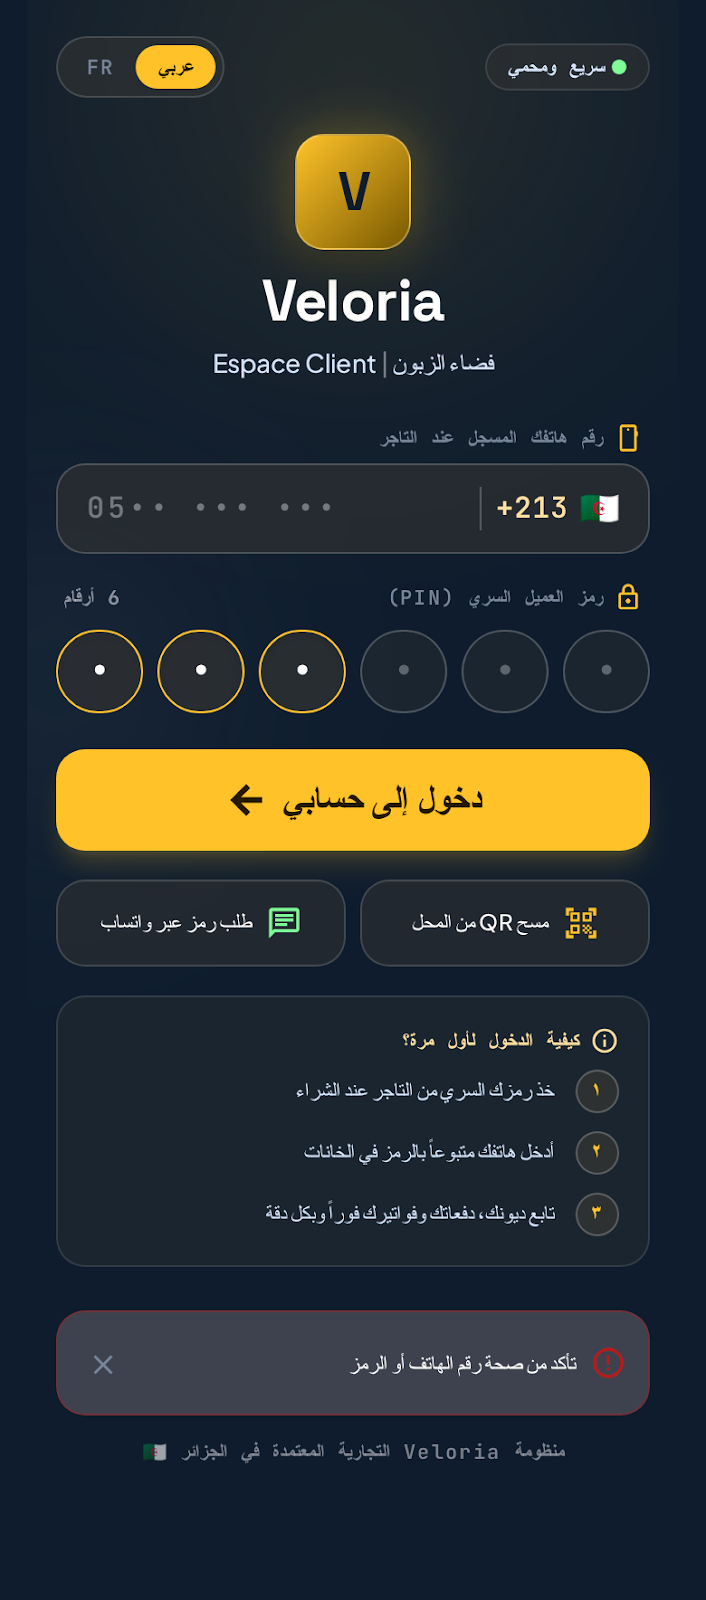 سريع ومحمي
عربي FR
V
Veloria
فضاء الزبون | Espace Client
رقم هاتفك المسجل عند التاجر
+213 05•• ••• •••
رمز العميل السري (PIN) 6 أرقام
دخول إلى حسابي ←
مسح QR من المحل
طلب رمز عبر واتساب
كيفية الدخول لأول مرة؟
١ خذ رمزك السري من التاجر عند الشراء
٢ أدخل هاتفك متبوعاً بالرمز في الخانات
٣ تابع ديونك، دفعاتك وفواتيرك فوراً وبكل دقة
تأكد من صحة رقم الهاتف أو الرمز
منظومة Veloria التجارية المعتمدة في الجزائر 🇩🇿